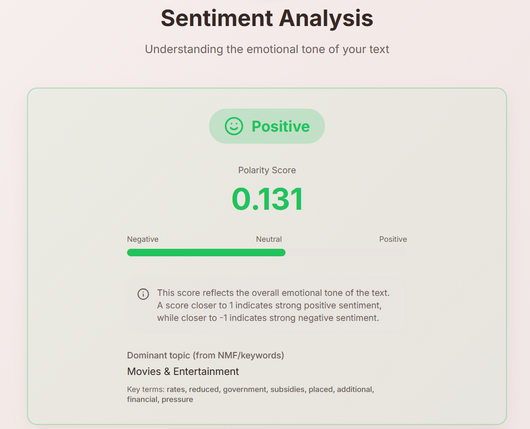 Sentiment Analysis
Understanding the emotional tone of your text
Positive
Polarity Score
0.131
Negative Neutral Positive
This score reflects the overall emotional tone of the text.
A score closer to 1 indicates strong positive sentiment,
while closer to -1 indicates strong negative sentiment.
Dominant topic (from NMF/keywords)
Movies & Entertainment
Key terms: rates, reduced, government, subsidies, placed, additional,
financial, pressure